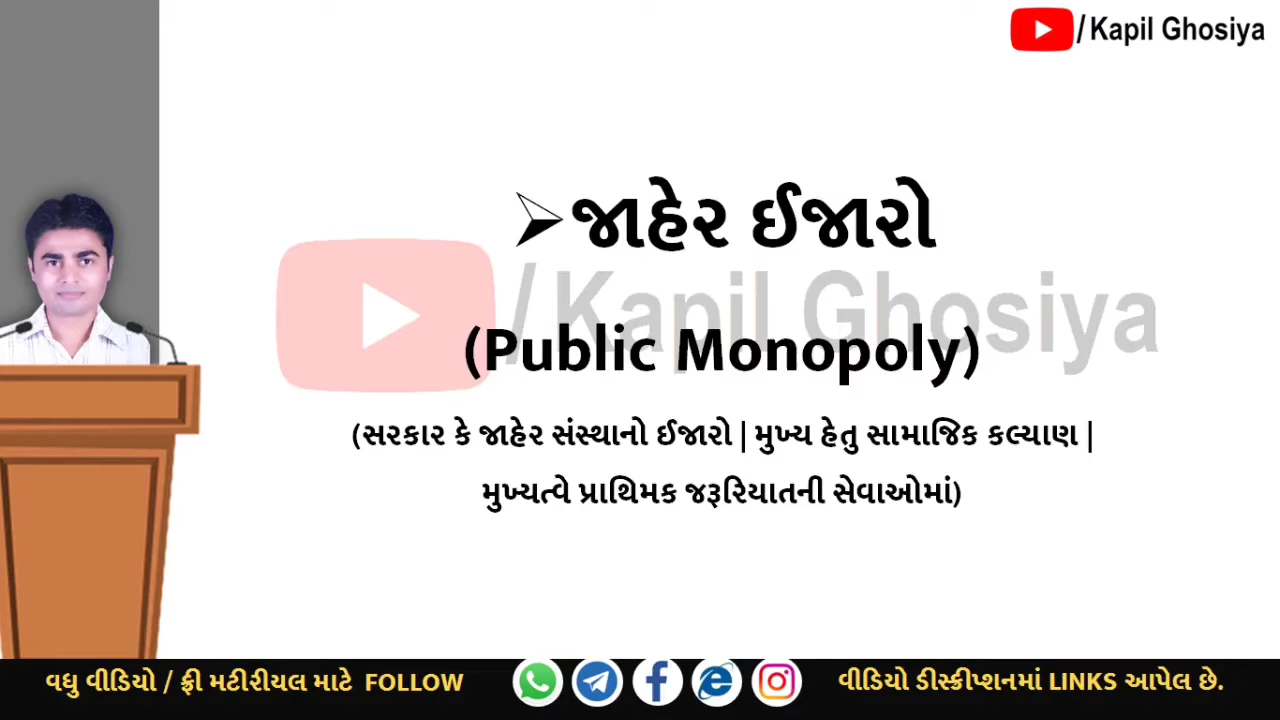 /Kapil Ghosiya
➢જાહેર ઈજારો
/Kapil Ghosiya
(Public Monopoly)
(સરકાર કે જાહેર સંસ્થાનો ઈજારો | મુખ્ય હેતુ સામાજિક કલ્યાણ |
મુખ્યત્વે પ્રાથમિક જરૂરિયાતની સેવાઓમાં)
વધુ વીડિયો / ફ્રી મટીરીયલ માટે FOLLOW
વીડિયો ડીસ્ક્રીપ્શનમાં LINKS આપેલ છે.